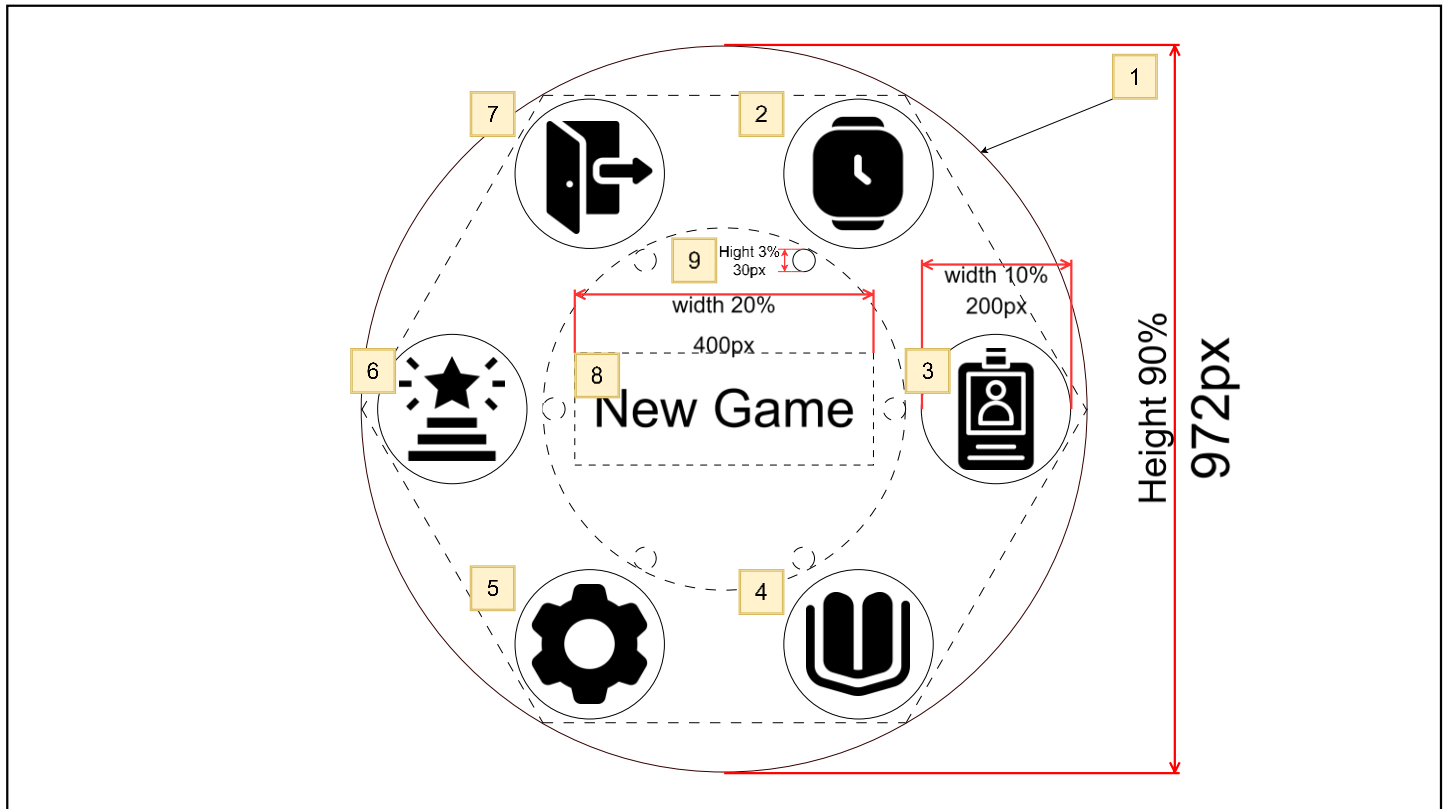 1
7
2
9
Hight 3%
30px
width 10%
200px
width 20%
400px
6
8
3
New Game
Height 90%
972px
5
4